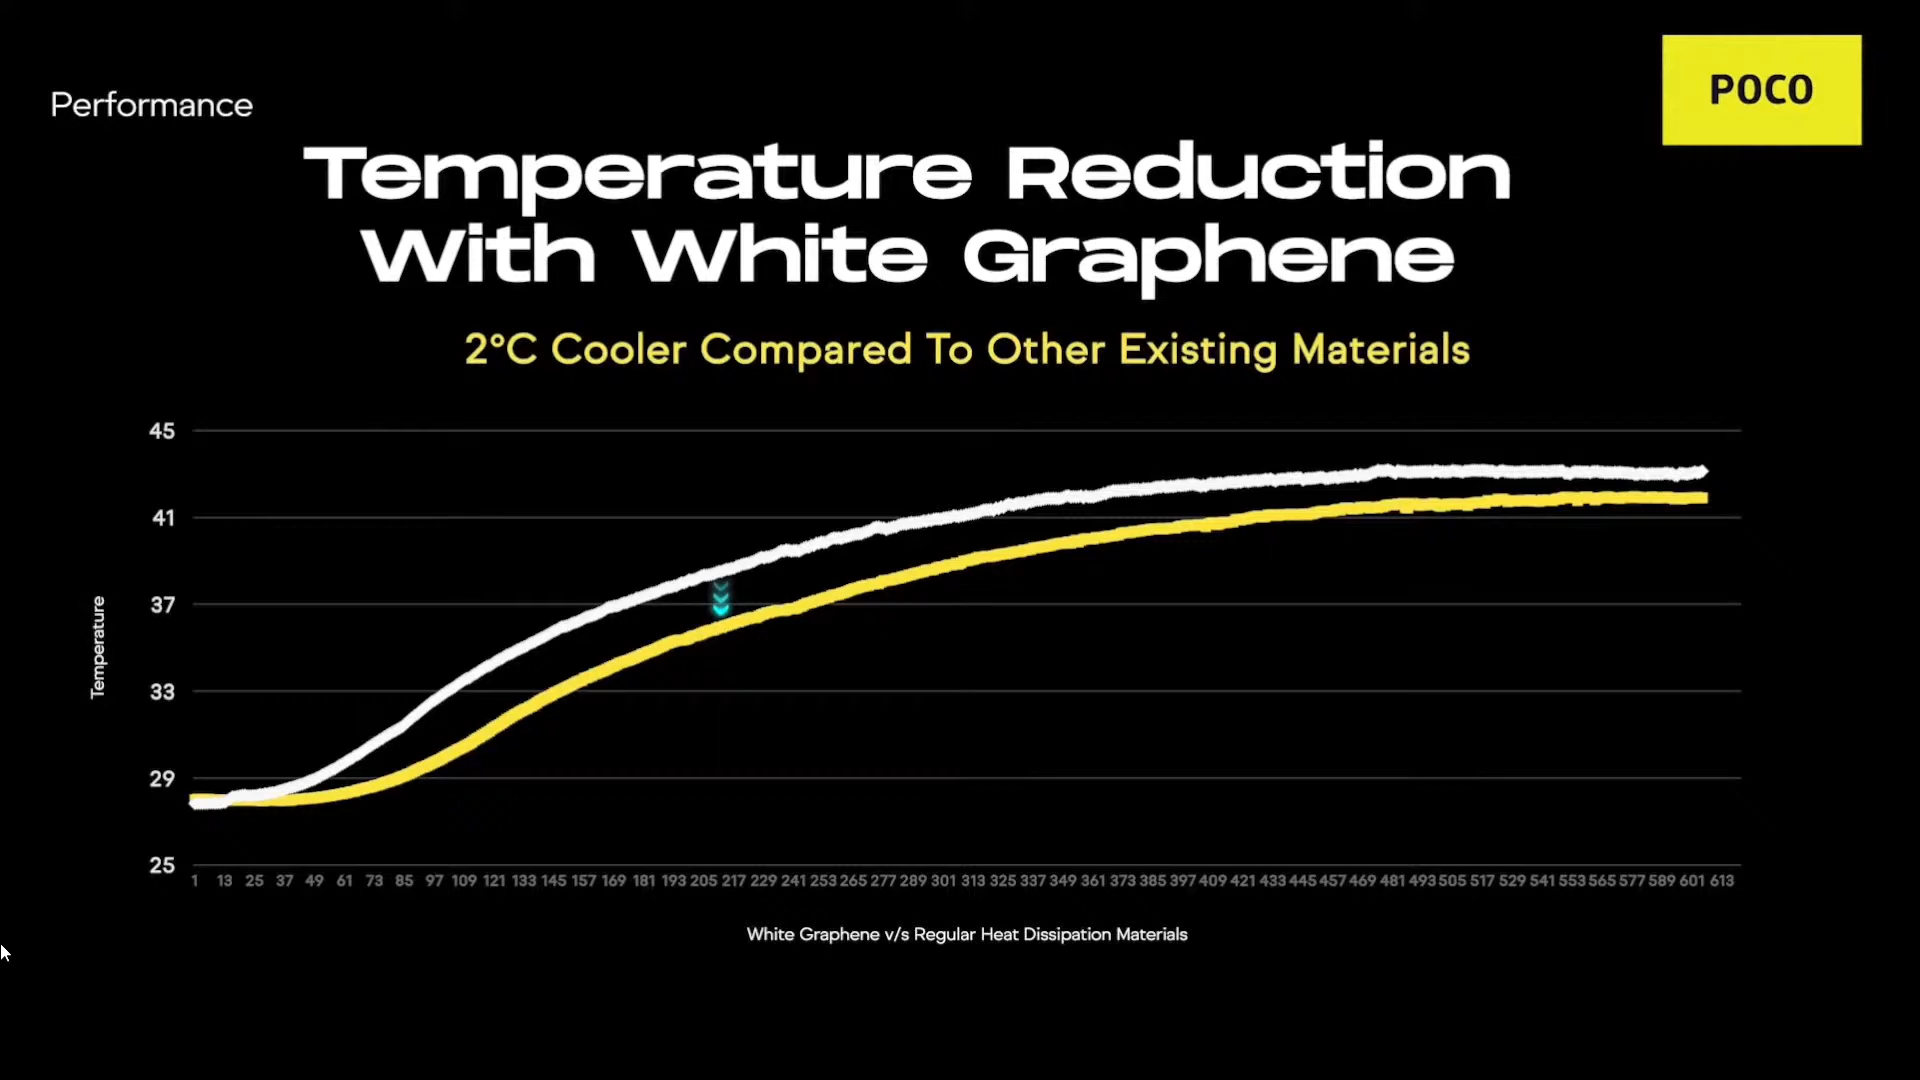 Performance
POCO
Temperature Reduction
With White Graphene
2°C Cooler Compared To Other Existing Materials
45
41
37
33
29
25
Temperature
1 13 25 37 49 61 73 85 97 109 121 133 145 157 169 181 193 205 217 229 241 253 265 277 289 301 313 325 337 349 361 373 385 397 409 421 433 445 457 469 481 493 505 517 529 541 553 565 577 589 601 613
White Graphene v/s Regular Heat Dissipation Materials